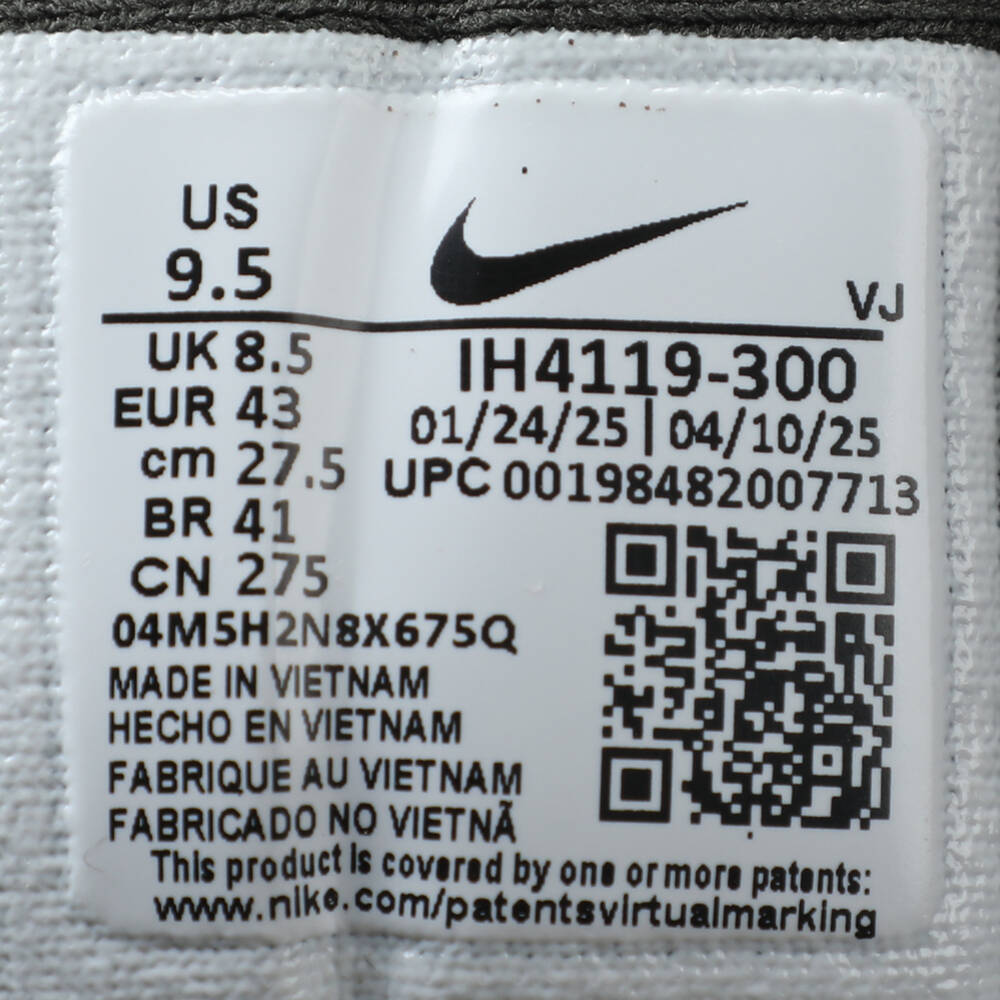 US
9.5
VJ
UK 8.5
EUR 43
cm 27.5
BR 41
CN 275
IH4119-300
01/24/25 | 04/10/25
UPC 00198482007713
04M5H2N8X675Q
MADE IN VIETNAM
HECHO EN VIETNAM
FABRIQUE AU VIETNAM
FABRICADO NO VIETNÃ
This product is covered by one or more patents:
www.nike.com/patentsvirtualmarking